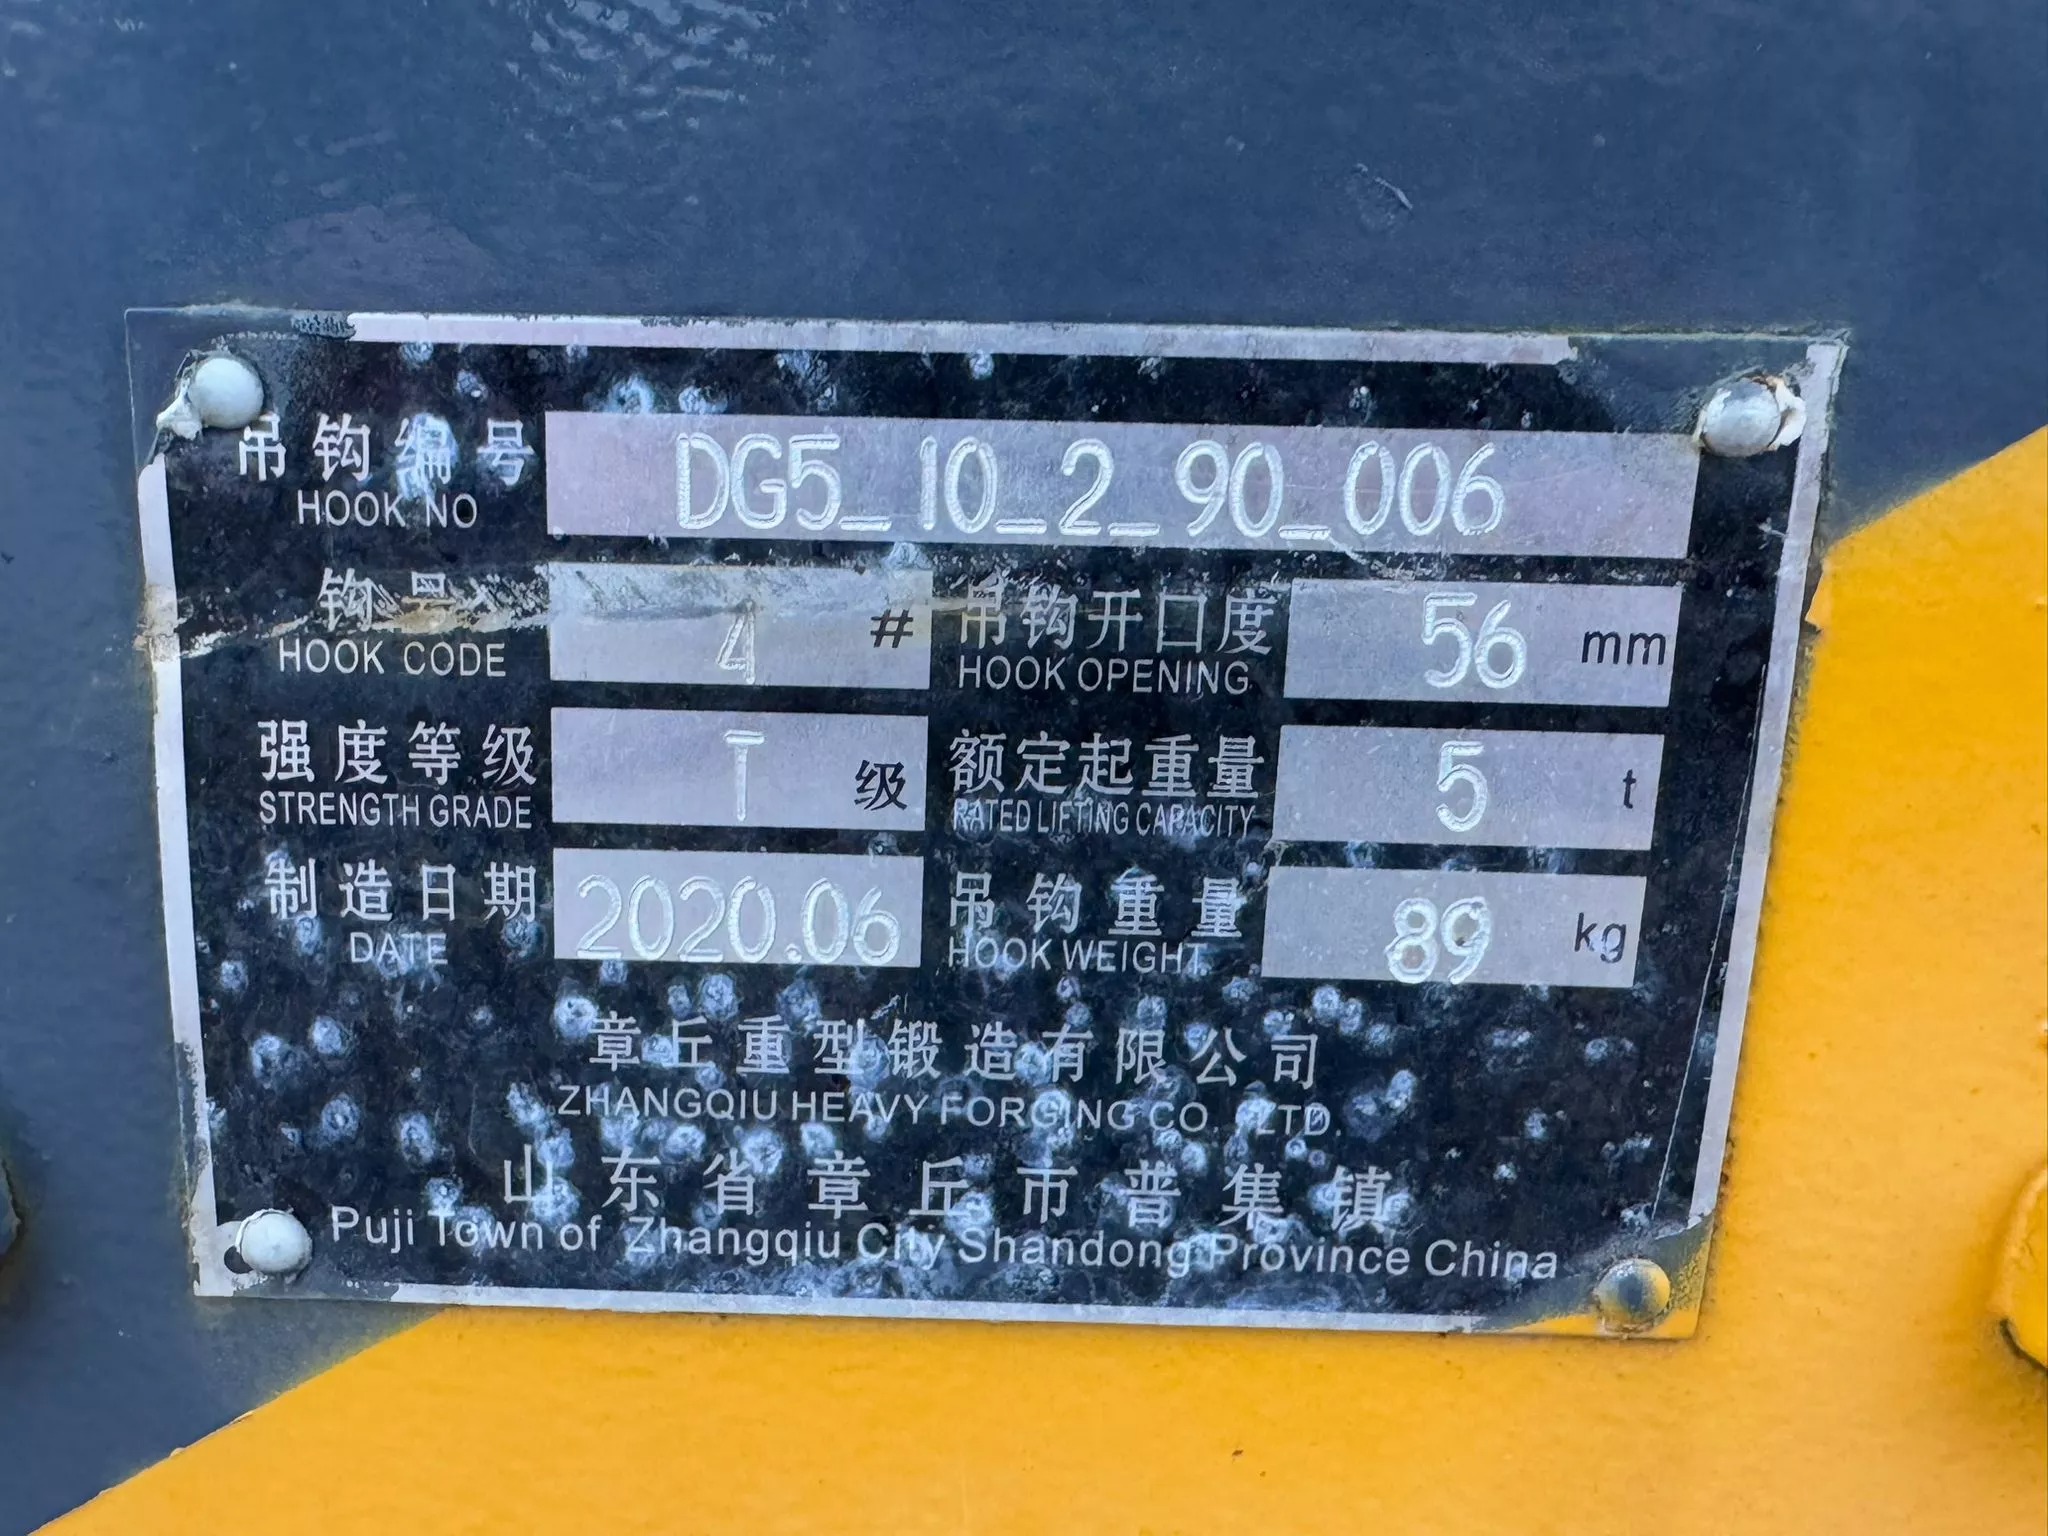 吊钩编号 DG5_10_2_90_006
HOOK NO
钩号 4 # 吊钩开口度 56 mm
HOOK CODE HOOK OPENING
强度等级 T 级 额定起重量 5 t
STRENGTH GRADE RATED LIFTING CAPACITY
制造日期 2020.06 吊钩重量 89 kg
DATE HOOK WEIGHT
章丘重型锻造有限公司
ZHANGQIU HEAVY FORGING CO. LTD.
山东省章丘市普集镇
Puji Town of Zhangqiu City Shandong Province China